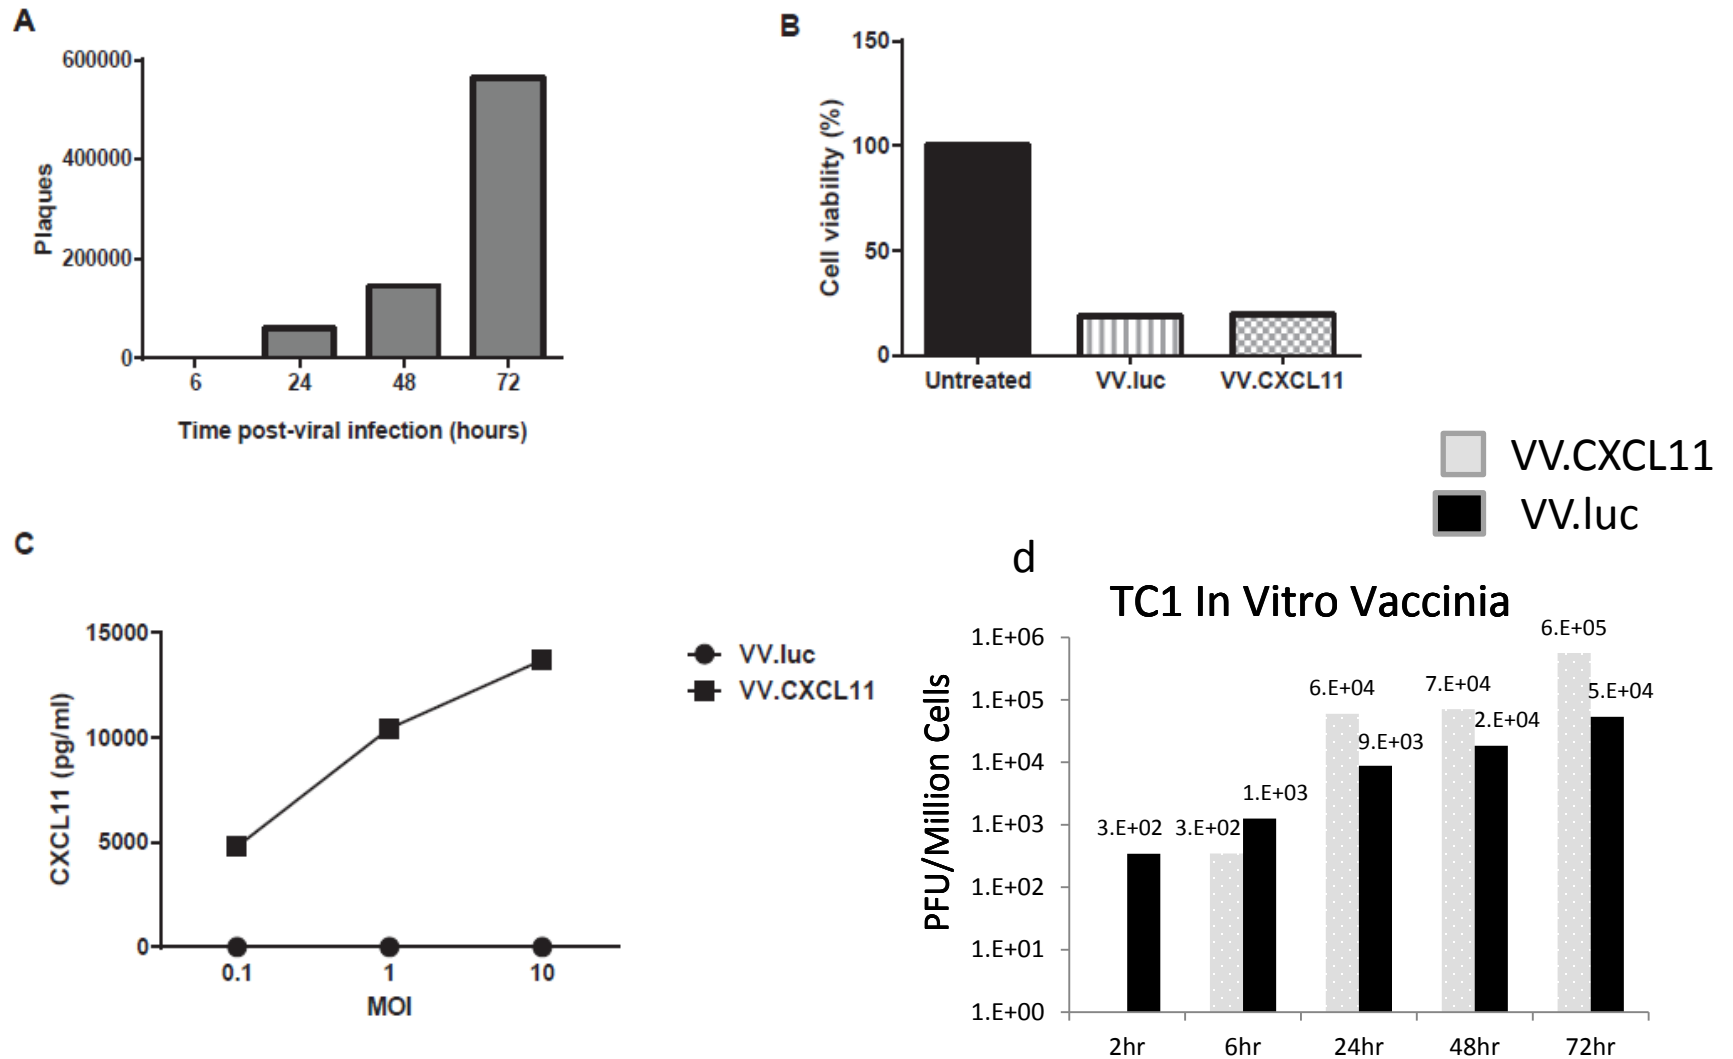 A
600000
400000
200000
0
Plaques
6 24 48 72
Time post-viral infection (hours)
B
150
100
50
0
Cell viability (%)
Untreated VV.luc VV.CXCL11
VV.CXCL11
VV.luc
C
15000
10000
5000
0
CXCL11 (pg/ml)
0.1 1 10
MOI
VV.luc
VV.CXCL11
d
TC1 In Vitro Vaccinia
1.E+06
1.E+05
1.E+04
1.E+03
1.E+02
1.E+01
1.E+00
PFU/Million Cells
3.E+02 3.E+02 1.E+03 6.E+04 9.E+03 7.E+04 2.E+04 6.E+05 5.E+04
2hr 6hr 24hr 48hr 72hr